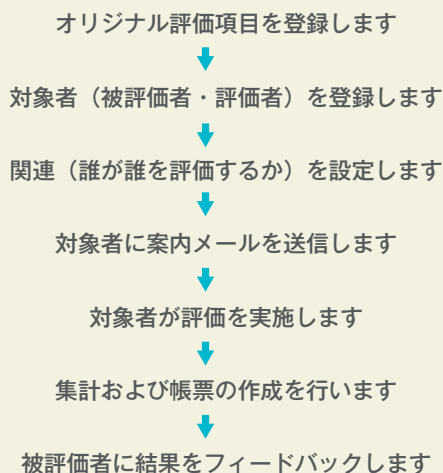 オリジナル評価項目を登録します
対象者（被評価者・評価者）を登録します
関連（誰が誰を評価するか）を設定します
対象者に案内メールを送信します
対象者が評価を実施します
集計および帳票の作成を行います
被評価者に結果をフィードバックします